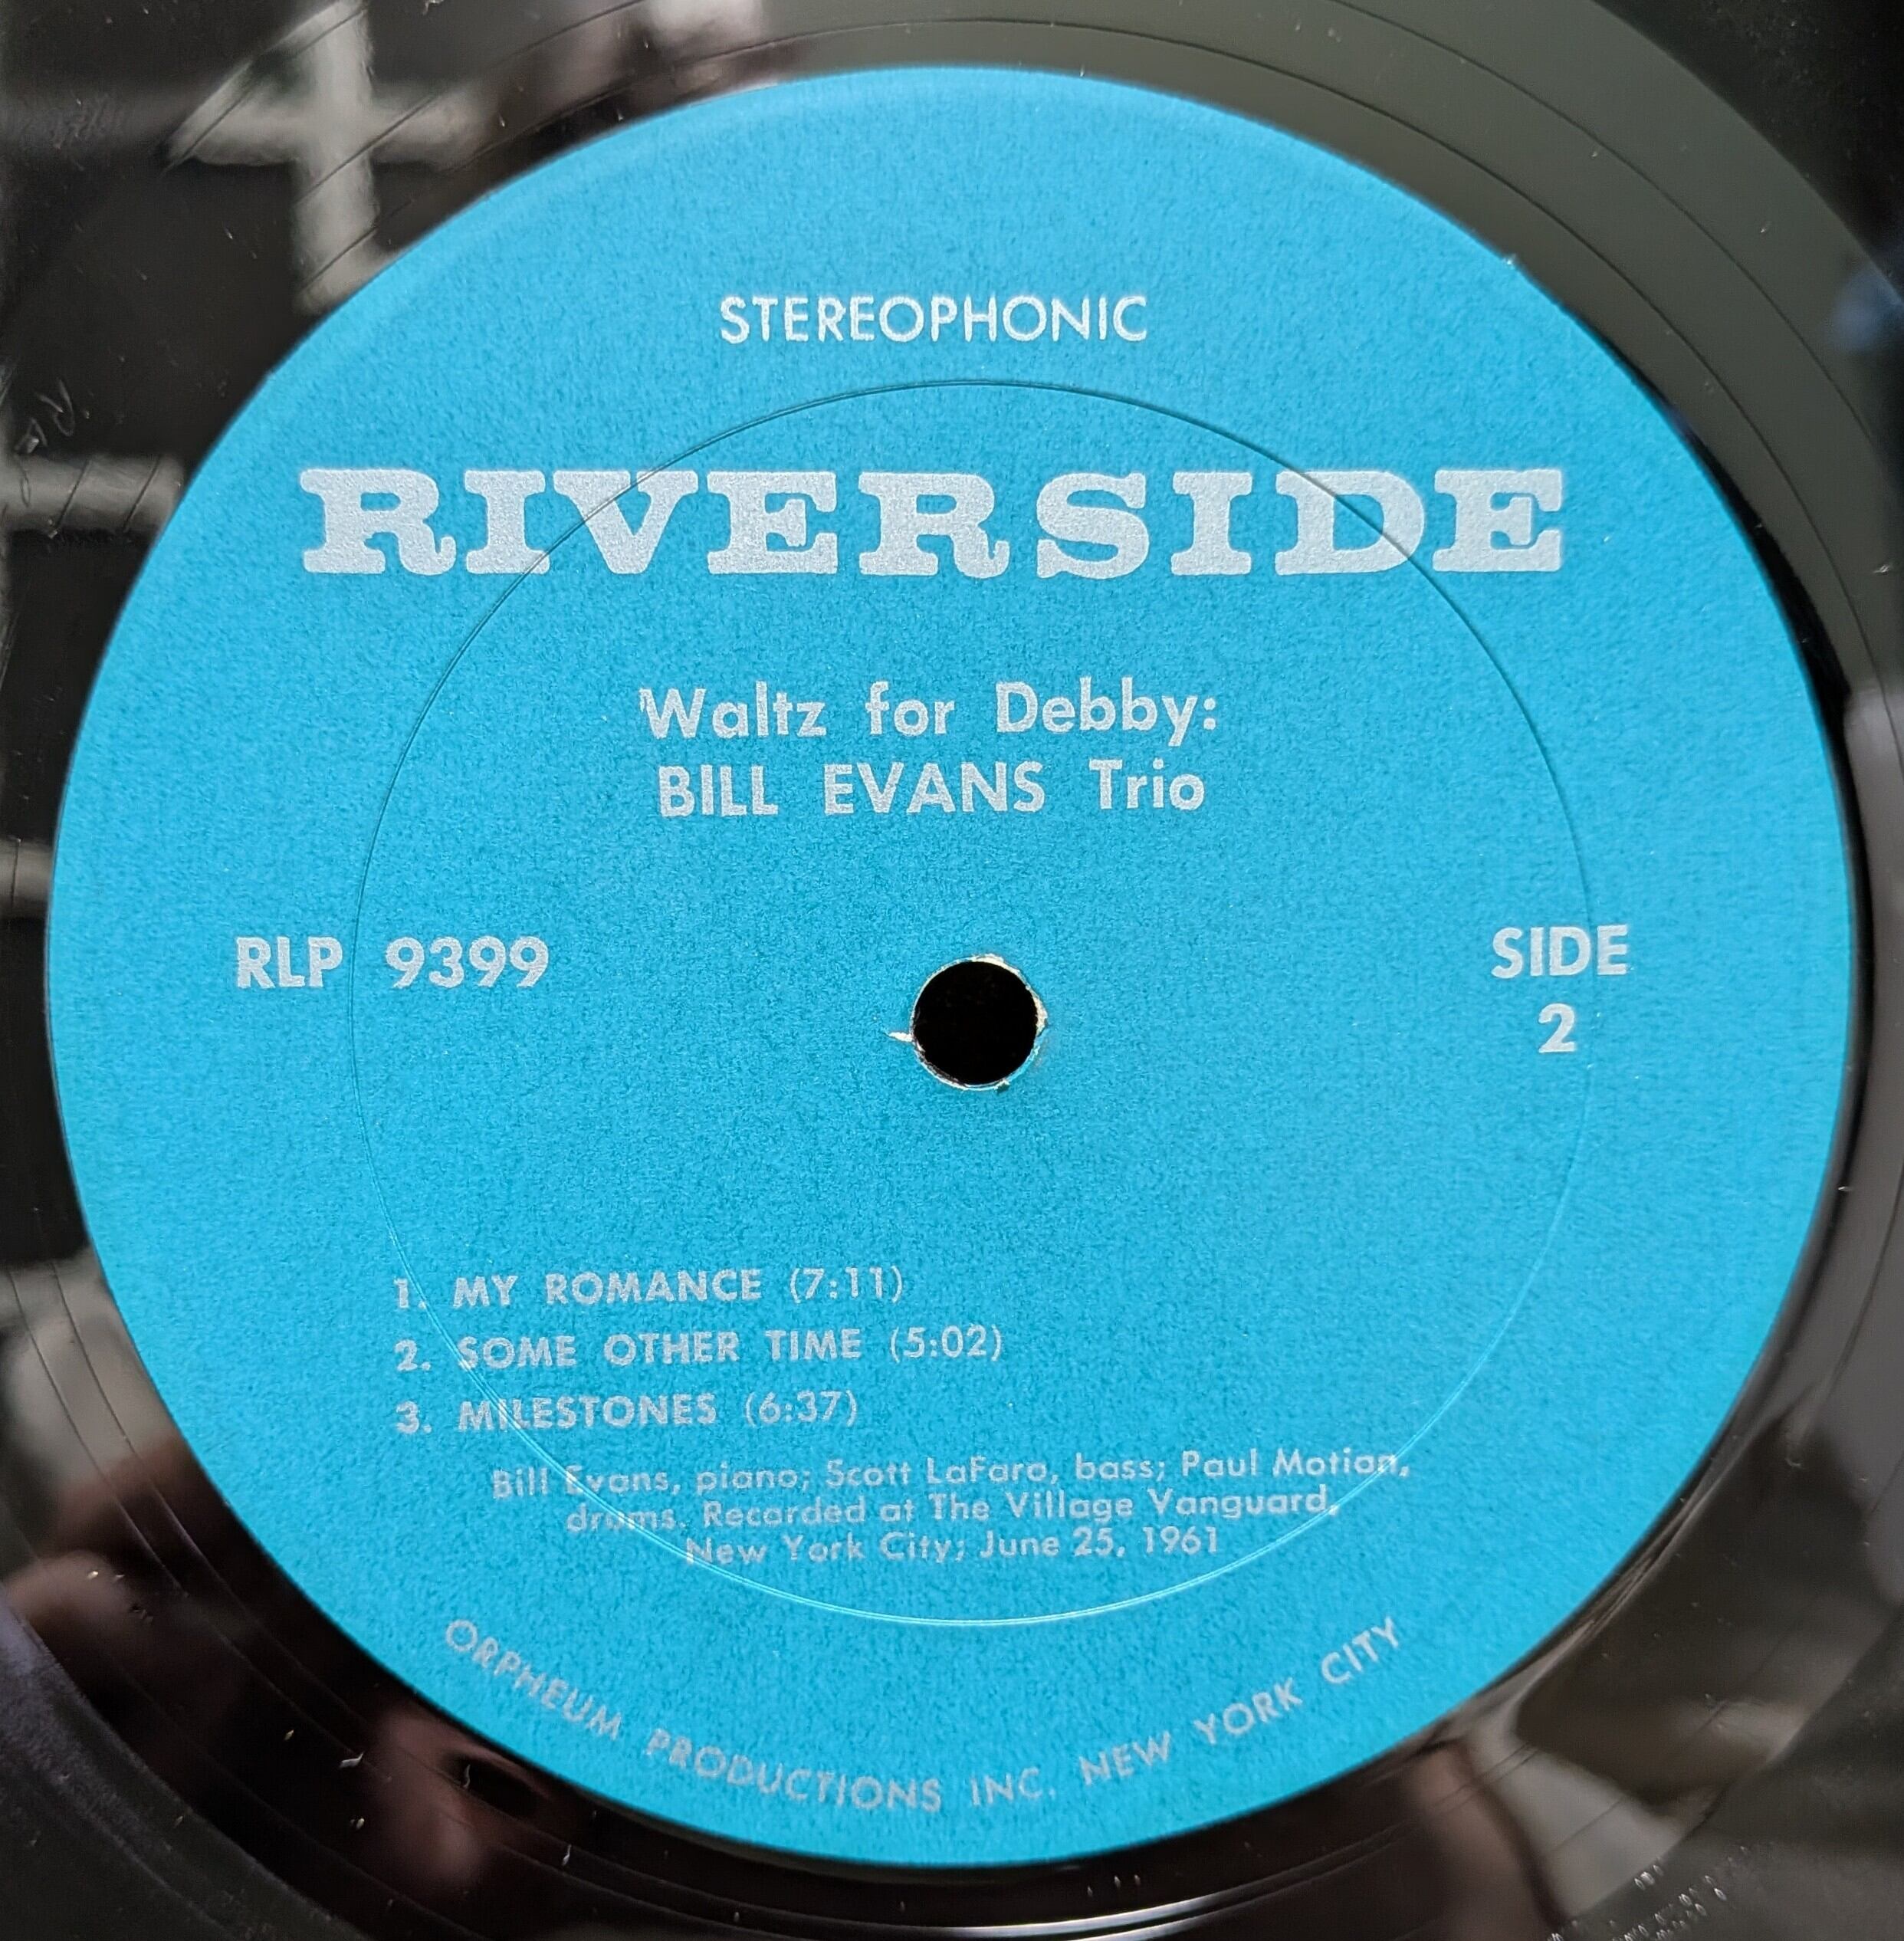 STEREOPHONIC
RIVERSIDE
Waltz for Debby:
BILL EVANS Trio
RLP 9399
SIDE
2
1. MY ROMANCE (7:11)
2. SOME OTHER TIME (5:02)
3. MILESTONES (6:37)
Bill Evans, piano; Scott LaFaro, bass; Paul Motian,
drums. Recorded at The Village Vanguard,
New York City; June 25, 1961
ORPHEUM PRODUCTIONS INC. NEW YORK CITY